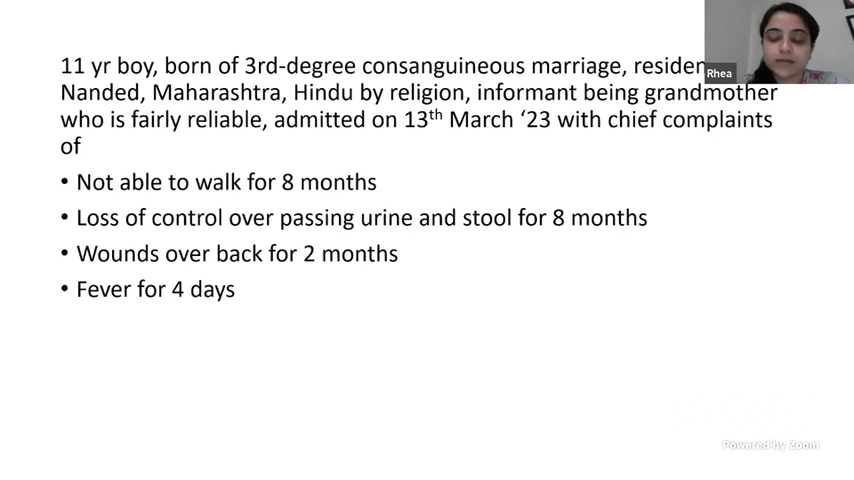 11 yr boy, born of 3rd-degree consanguineous marriage,
Nanded, Maharashtra, Hindu by religion, informant being grandmother
who is fairly reliable, admitted on 13th March ‘23 with chief complaints
of
• Not able to walk for 8 months
• Loss of control over passing urine and stool for 8 months
• Wounds over back for 2 months
• Fever for 4 days
Rhea
Powered by Zoom